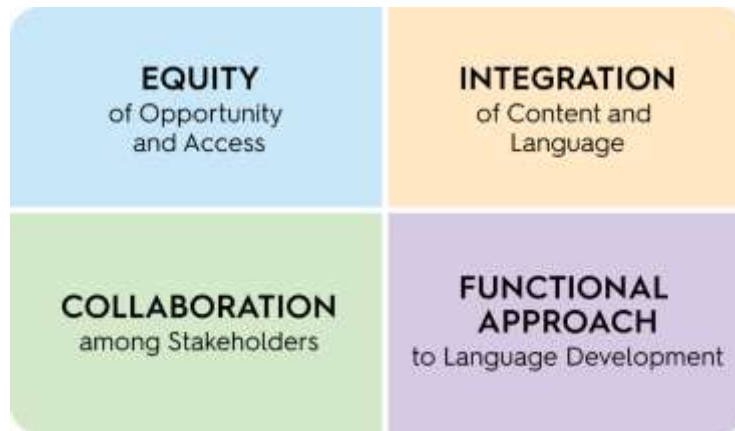 EQUITY
of Opportunity
and Access
INTEGRATION
of Content and
Language
COLLABORATION
among Stakeholders
FUNCTIONAL
APPROACH
to Language Development